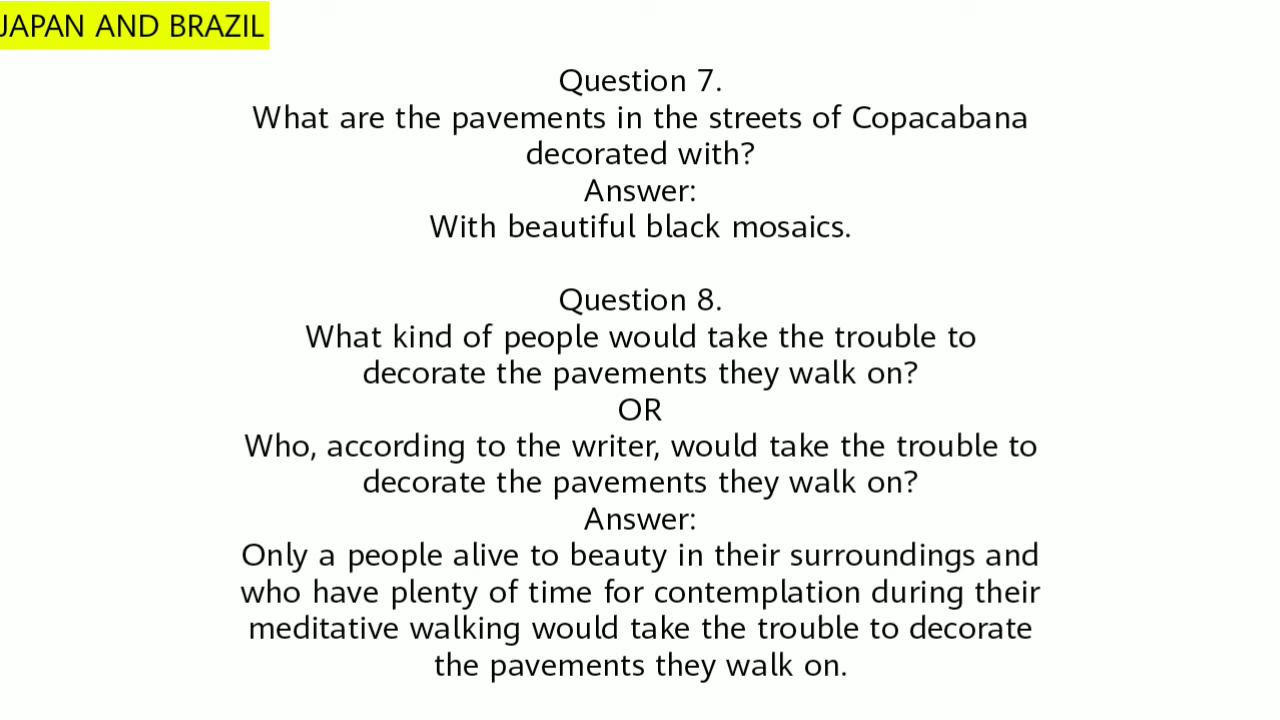 JAPAN AND BRAZIL
Question 7.
What are the pavements in the streets of Copacabana
decorated with?
Answer:
With beautiful black mosaics.
Question 8.
What kind of people would take the trouble to
decorate the pavements they walk on?
OR
Who, according to the writer, would take the trouble to
decorate the pavements they walk on?
Answer:
Only a people alive to beauty in their surroundings and
who have plenty of time for contemplation during their
meditative walking would take the trouble to decorate
the pavements they walk on.